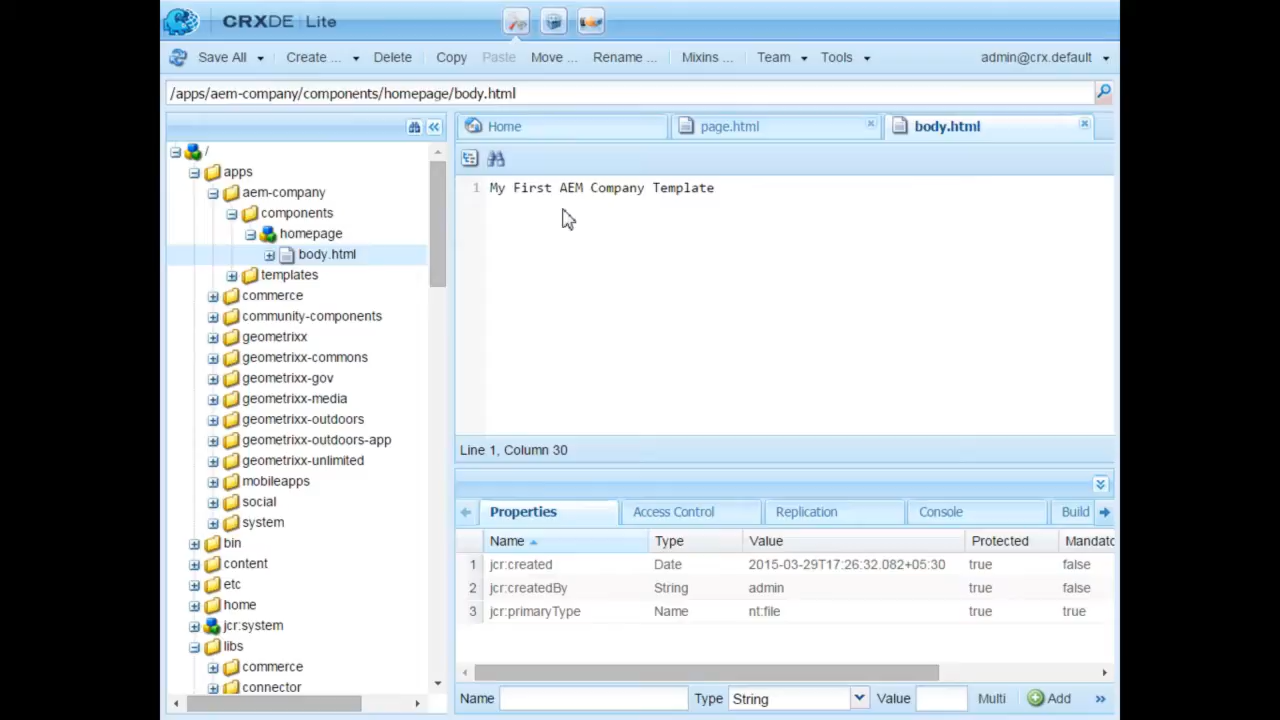 CRXDE | Lite
Save All Create ... Delete Copy Paste Move ... Rename ... Mixins ... Team Tools admin@crx.default
/apps/aem-company/components/homepage/body.html
Home page.html body.html
/
apps
aem-company
components
homepage
body.html
templates
commerce
community-components
geometrixx
geometrixx-commons
geometrixx-gov
geometrixx-media
geometrixx-outdoors
geometrixx-outdoors-app
geometrixx-unlimited
mobileapps
social
system
bin
content
etc
home
jcr:system
libs
commerce
connector
1 My First AEM Company Template
Line 1, Column 30
Properties Access Control Replication Console Build
Name Type Value Protected Mandato
1 jcr:created Date 2015-03-29T17:26:32.082+05:30 true false
2 jcr:createdBy String admin true false
3 jcr:primaryType Name nt:file true true
Name Type String Value Multi Add »